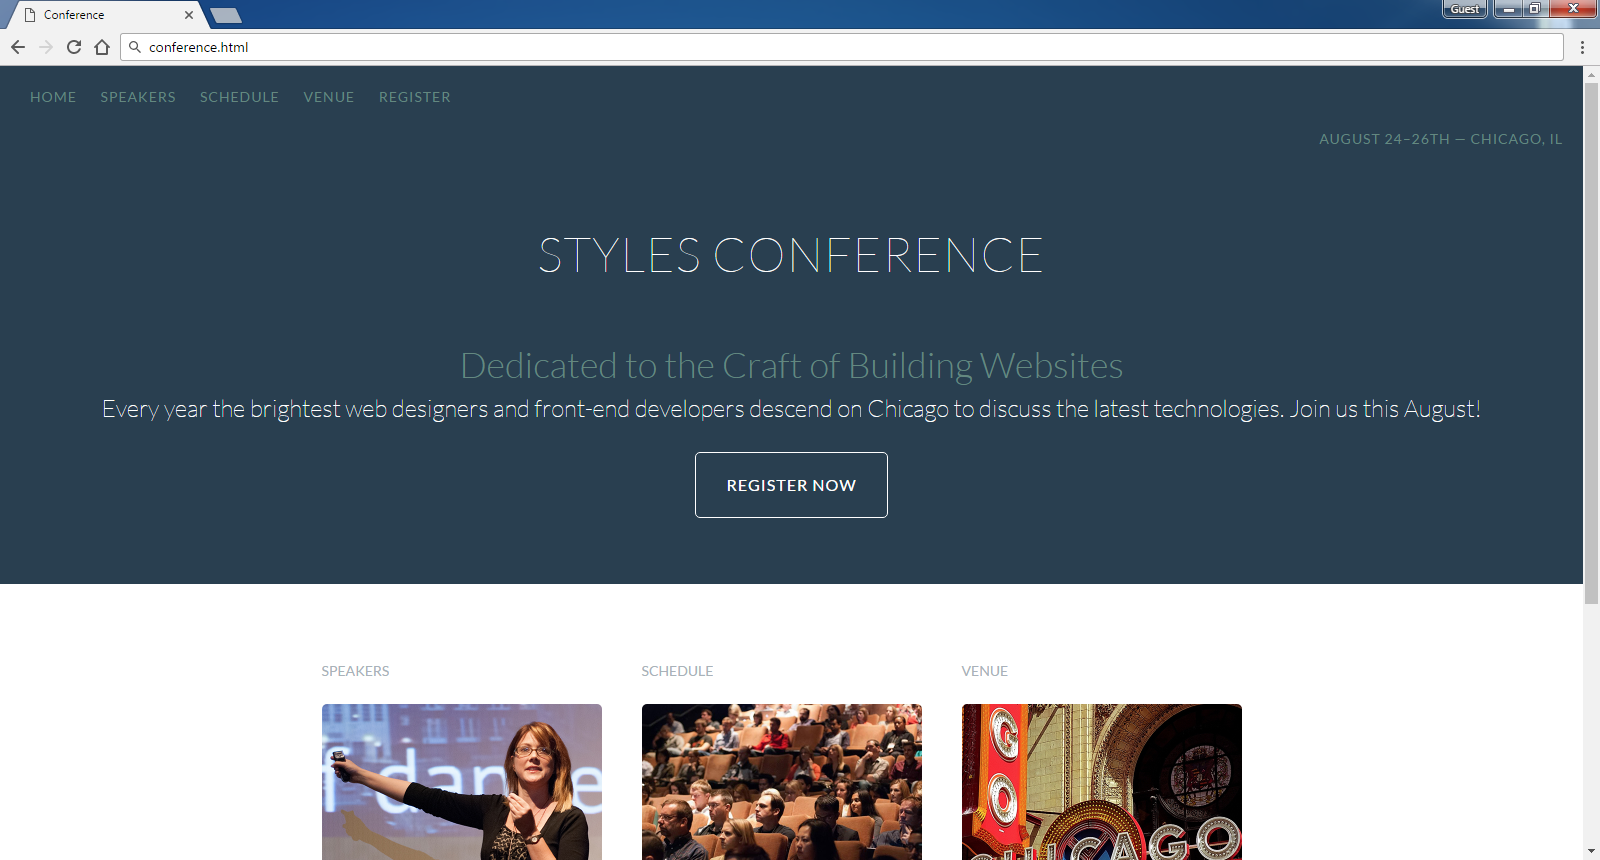 Conference
Guest
conference.html
HOME SPEAKERS SCHEDULE VENUE REGISTER
AUGUST 24–26TH — CHICAGO, IL
STYLES CONFERENCE
Dedicated to the Craft of Building Websites
Every year the brightest web designers and front-end developers descend on Chicago to discuss the latest technologies. Join us this August!
REGISTER NOW
SPEAKERS SCHEDULE VENUE
GO
CHICAGO